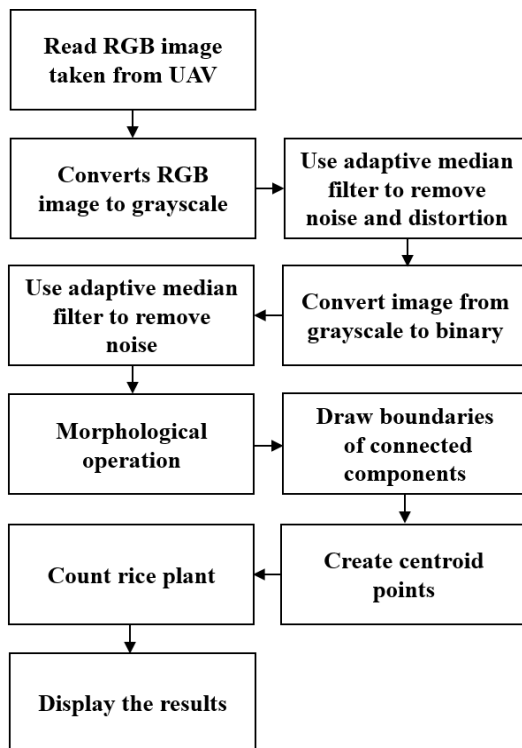 Read RGB image
taken from UAV
Converts RGB
image to grayscale
Use adaptive median
filter to remove
noise and distortion
Convert image from
grayscale to binary
Use adaptive median
filter to remove
noise
Morphological
operation
Draw boundaries
of connected
components
Create centroid
points
Count rice plant
Display the results